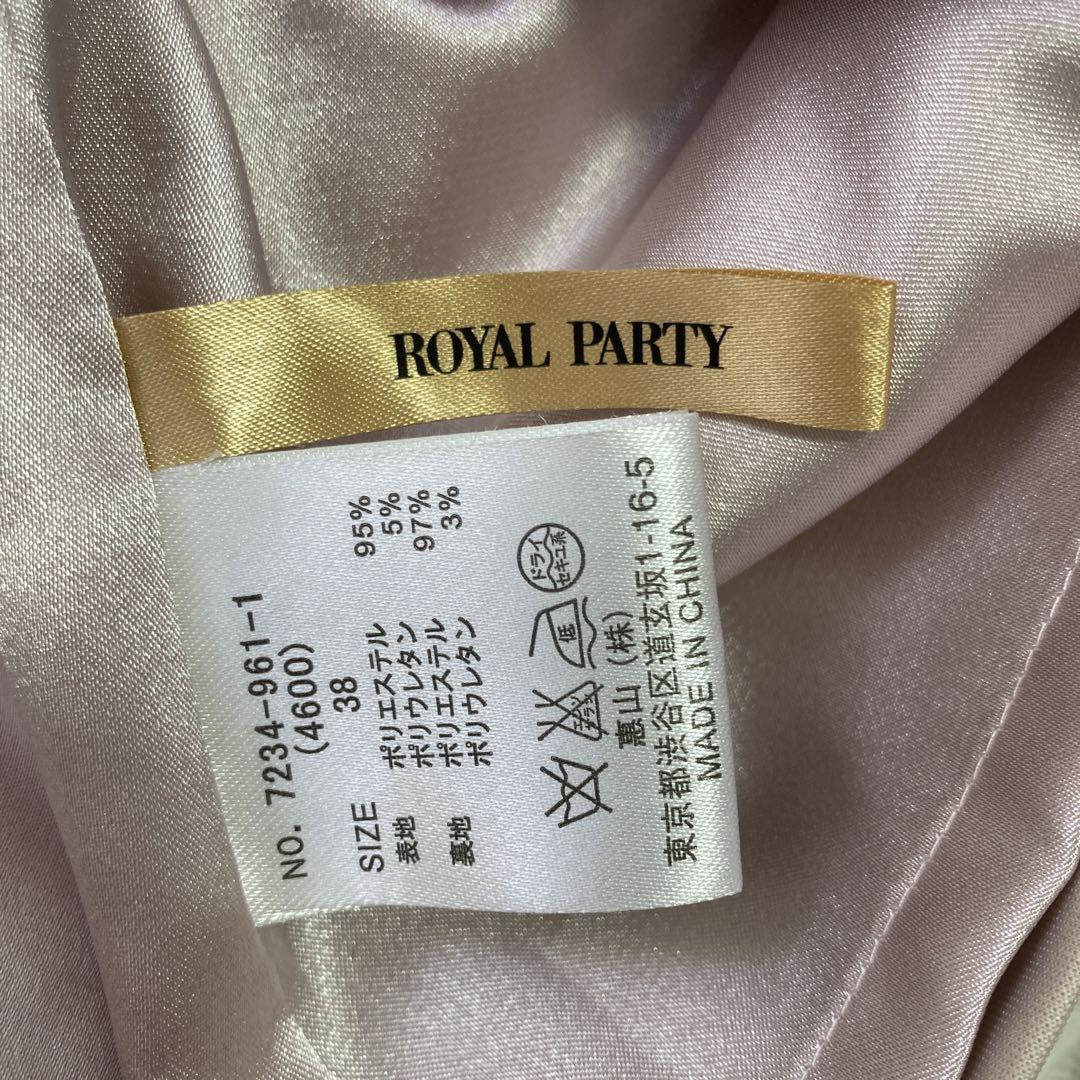 ROYAL PARTY
NO. 7234-961-1
(4600)
SIZE 38
表地 ポリエステル 95%
ポリウレタン 5%
裏地 ポリエステル 97%
ポリウレタン 3%
低
ドライ
セキユ系
恵山(株)
東京都渋谷区道玄坂1-16-5
MADE IN CHINA